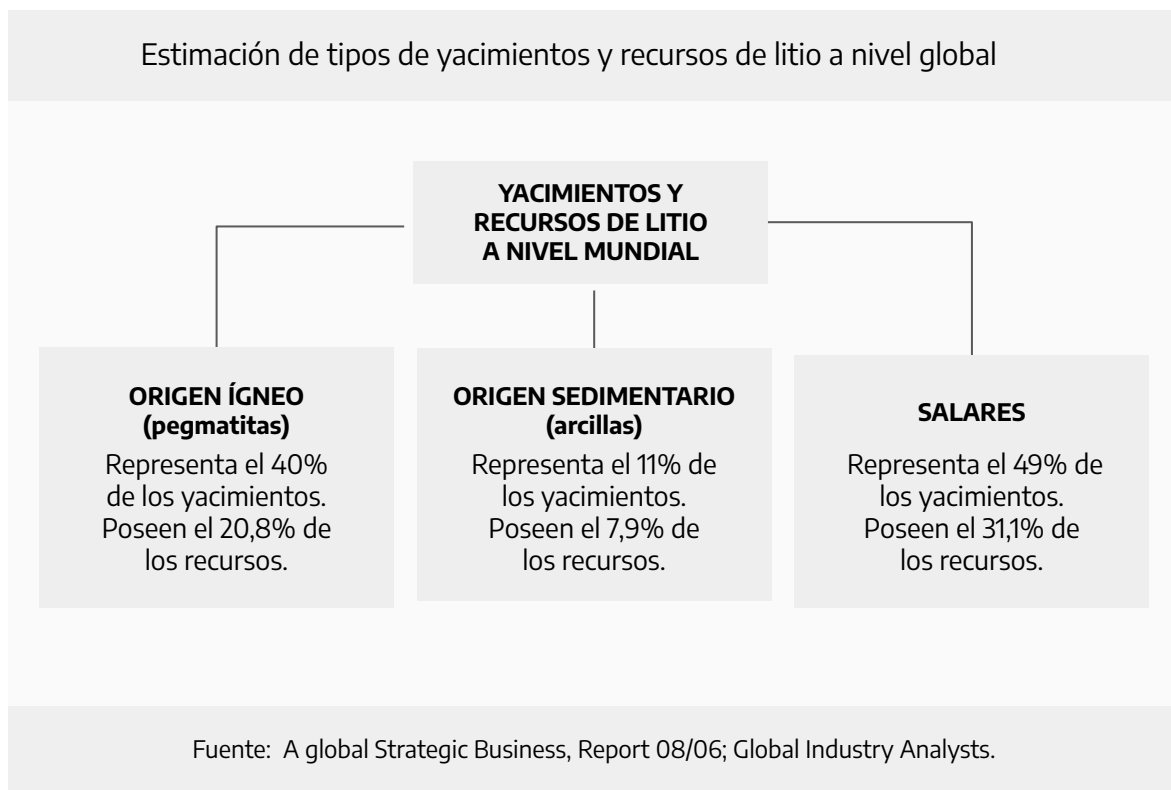 Estimación de tipos de yacimientos y recursos de litio a nivel global
YACIMIENTOS Y
RECURSOS DE LITIO
A NIVEL MUNDIAL
ORIGEN ÍGNEO
(pegmatitas)
Representa el 40%
de los yacimientos.
Poseen el 20,8% de
los recursos.
ORIGEN SEDIMENTARIO
(arcillas)
Representa el 11% de
los yacimientos.
Poseen el 7,9% de
los recursos.
SALARES
Representa el 49% de
los yacimientos.
Poseen el 31,1% de
los recursos.
Fuente: A global Strategic Business, Report 08/06; Global Industry Analysts.